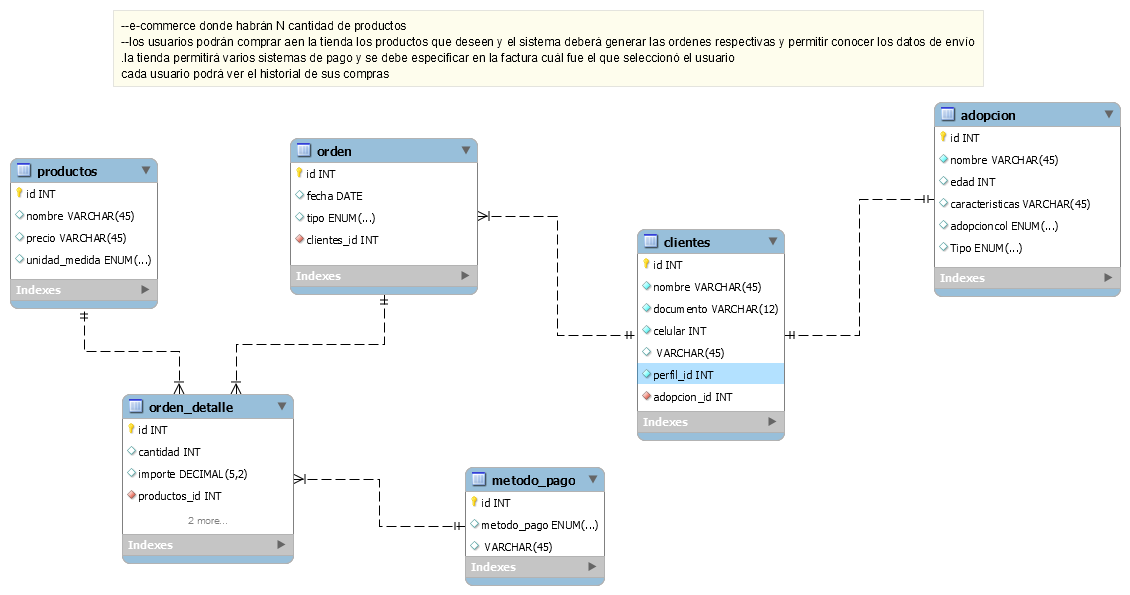 --e-commerce donde habrán N cantidad de productos
--los usuarios podrán comprar aen la tienda los productos que deseen y el sistema deberá generar las ordenes respectivas y permitir conocer los datos de envío
.la tienda permitirá varios sistemas de pago y se debe especificar en la factura cuál fue el que seleccionó el usuario
cada usuario podrá ver el historial de sus compras
adopcion
id INT
nombre VARCHAR(45)
edad INT
caracteristicas VARCHAR(45)
adopcioncol ENUM(...)
Tipo ENUM(...)
Indexes
orden
id INT
fecha DATE
tipo ENUM(...)
clientes_id INT
Indexes
productos
id INT
nombre VARCHAR(45)
precio VARCHAR(45)
unidad_medida ENUM(...)
Indexes
clientes
id INT
nombre VARCHAR(45)
documento VARCHAR(12)
celular INT
VARCHAR(45)
perfil_id INT
adopcion_id INT
Indexes
orden_detalle
id INT
cantidad INT
importe DECIMAL(5,2)
productos_id INT
2 more...
Indexes
metodo_pago
id INT
metodo_pago ENUM(...)
VARCHAR(45)
Indexes